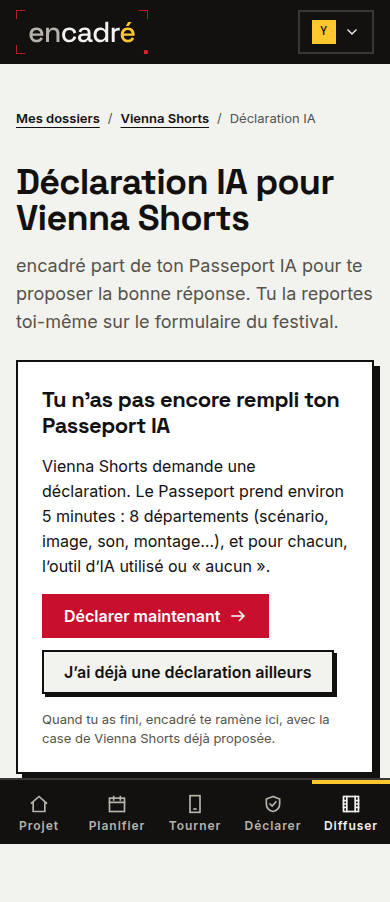 encadré
Y
Mes dossiers / Vienna Shorts / Déclaration IA
Déclaration IA pour
Vienna Shorts
encadré part de ton Passeport IA pour te
proposer la bonne réponse. Tu la reportes
toi-même sur le formulaire du festival.
Tu n’as pas encore rempli ton
Passeport IA
Vienna Shorts demande une
déclaration. Le Passeport prend environ
5 minutes : 8 départements (scénario,
image, son, montage…), et pour chacun,
l’outil d’IA utilisé ou « aucun ».
Déclarer maintenant →
J’ai déjà une déclaration ailleurs
Quand tu as fini, encadré te ramène ici, avec la
case de Vienna Shorts déjà proposée.
Projet Planifier Tourner Déclarer Diffuser